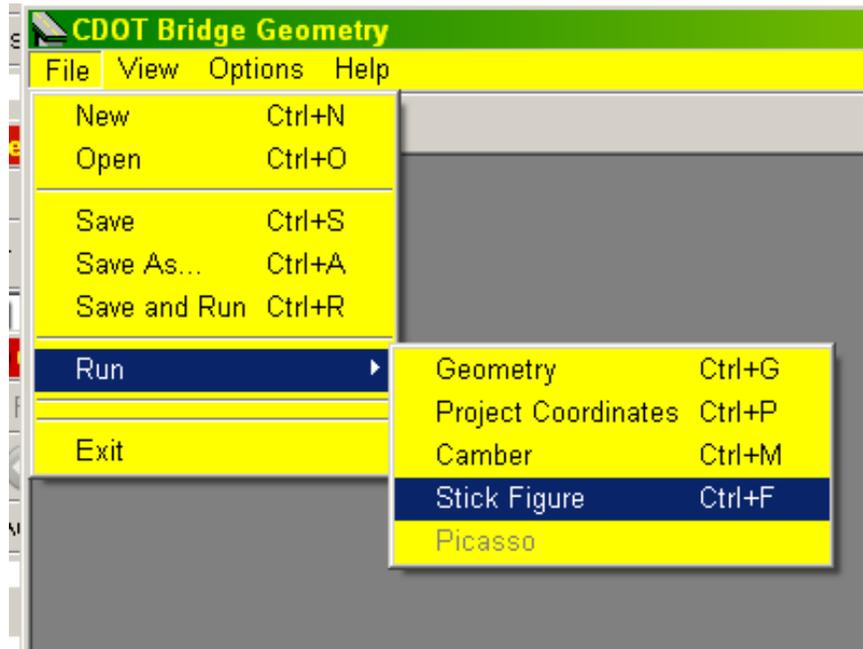 CDOT Bridge Geometry
File View Options Help
New Ctrl+N
Open Ctrl+O
Save Ctrl+S
Save As... Ctrl+A
Save and Run Ctrl+R
Run
Exit
Geometry Ctrl+G
Project Coordinates Ctrl+P
Camber Ctrl+M
Stick Figure Ctrl+F
Picasso